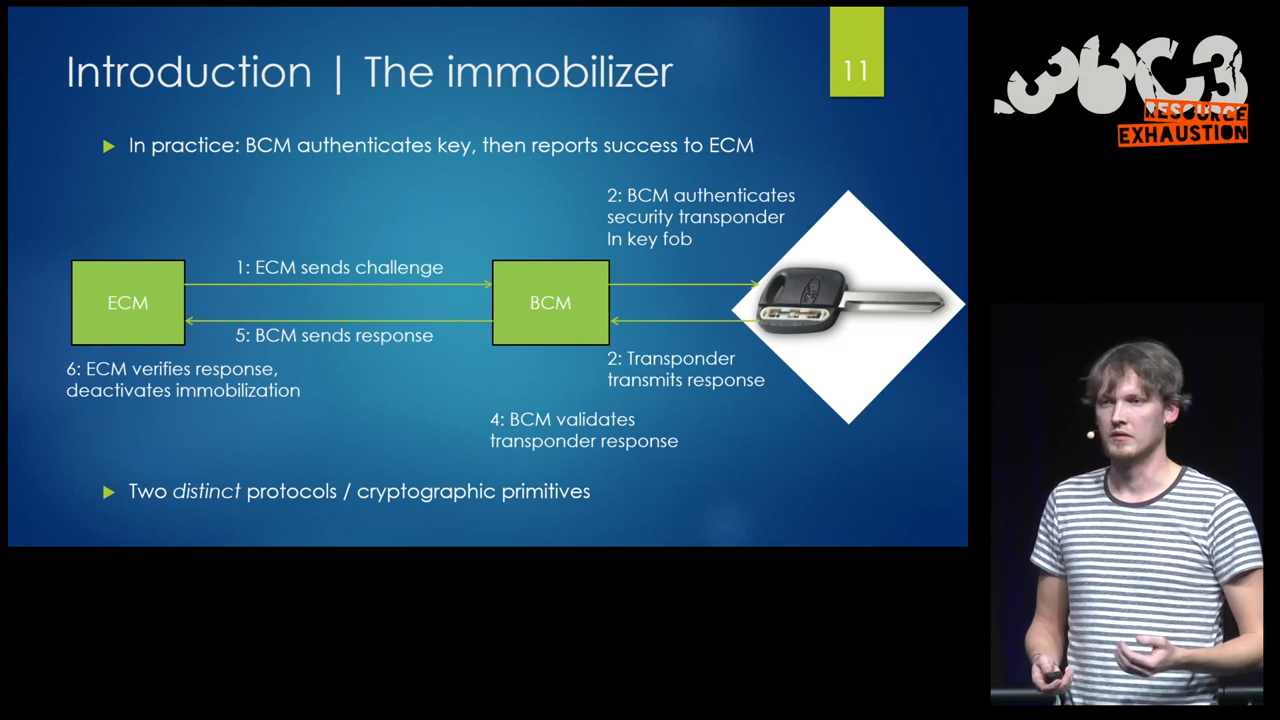 Introduction | The immobilizer
11
In practice: BCM authenticates key, then reports success to ECM
2: BCM authenticates
security transponder
In key fob
1: ECM sends challenge
ECM
BCM
5: BCM sends response
6: ECM verifies response,
deactivates immobilization
2: Transponder
transmits response
4: BCM validates
transponder response
Two distinct protocols / cryptographic primitives
36C3
RESOURCE
EXHAUSTION